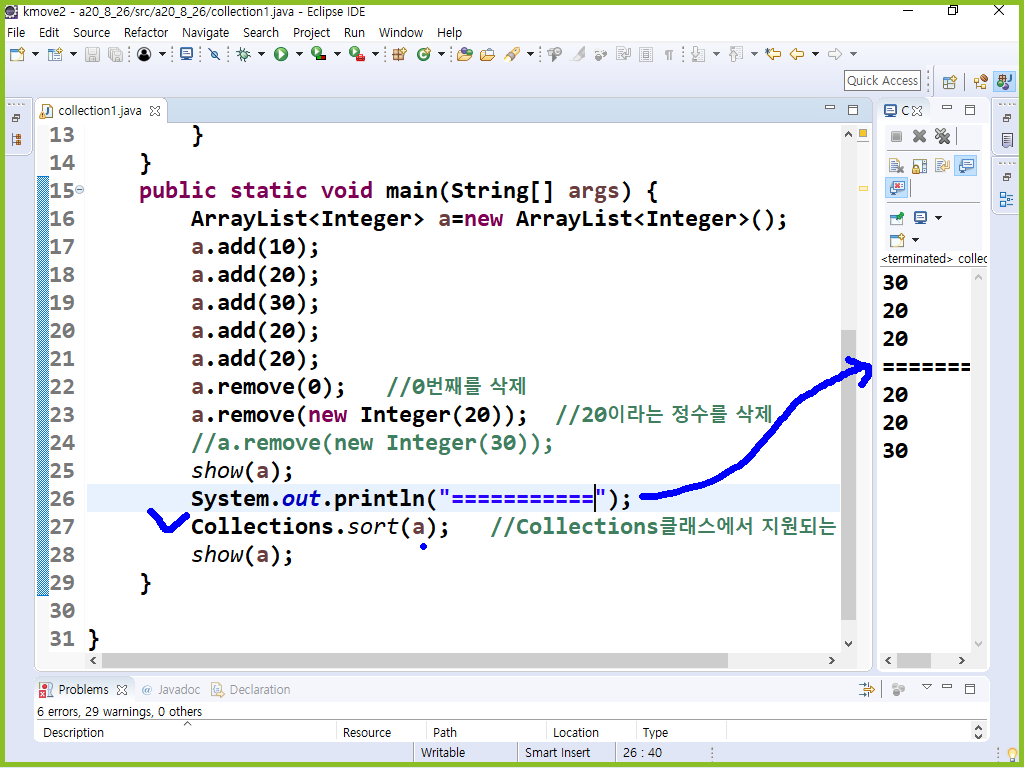 kmove2 - a20_8_26/src/a20_8_26/collection1.java - Eclipse IDE
File Edit Source Refactor Navigate Search Project Run Window Help
Quick Access
collection1.java
C
13 }
14 }
15 public static void main(String[] args) {
16 ArrayList<Integer> a=new ArrayList<Integer>();
17 a.add(10);
18 a.add(20);
19 a.add(30);
20 a.add(20);
21 a.add(20);
22 a.remove(0); //0번째를 삭제
23 a.remove(new Integer(20)); //20이라는 정수를 삭제
24 //a.remove(new Integer(30));
25 show(a);
26 System.out.println("===========");
27 Collections.sort(a); //Collections클래스에서 지원되는
28 show(a);
29 }
30
31 }
<terminated> collec
30
20
20
=======
20
20
30
Problems @ Javadoc Declaration
6 errors, 29 warnings, 0 others
Description Resource Path Location Type
Writable Smart Insert 26 : 40